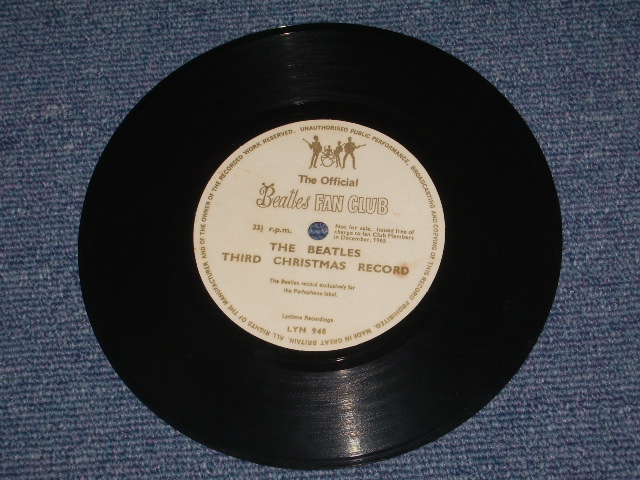 ALL RIGHTS OF THE MANUFACTURER AND OF THE OWNER OF THE RECORDED WORK RESERVED. UNAUTHORISED PUBLIC PERFORMANCE, BROADCASTING AND COPYING OF THIS RECORD PROHIBITED. MADE IN GREAT BRITAIN.
The Official
Beatles FAN CLUB
33⅓ r.p.m.
Not for sale. Issued free of
charge to fan Club Members
in December, 1965
THE BEATLES
THIRD CHRISTMAS RECORD
The Beatles record exclusively for
the Parlophone label.
Lyntone Recordings
LYN 948